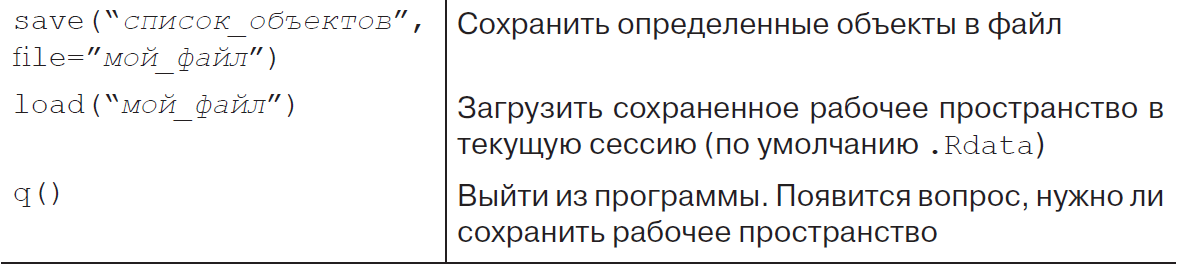 save(“список_объектов”,
file=”мой_файл”)
Сохранить определенные объекты в файл
load(“мой_файл”)
Загрузить сохраненное рабочее пространство в
текущую сессию (по умолчанию .Rdata)
q()
Выйти из программы. Появится вопрос, нужно ли
сохранить рабочее пространство